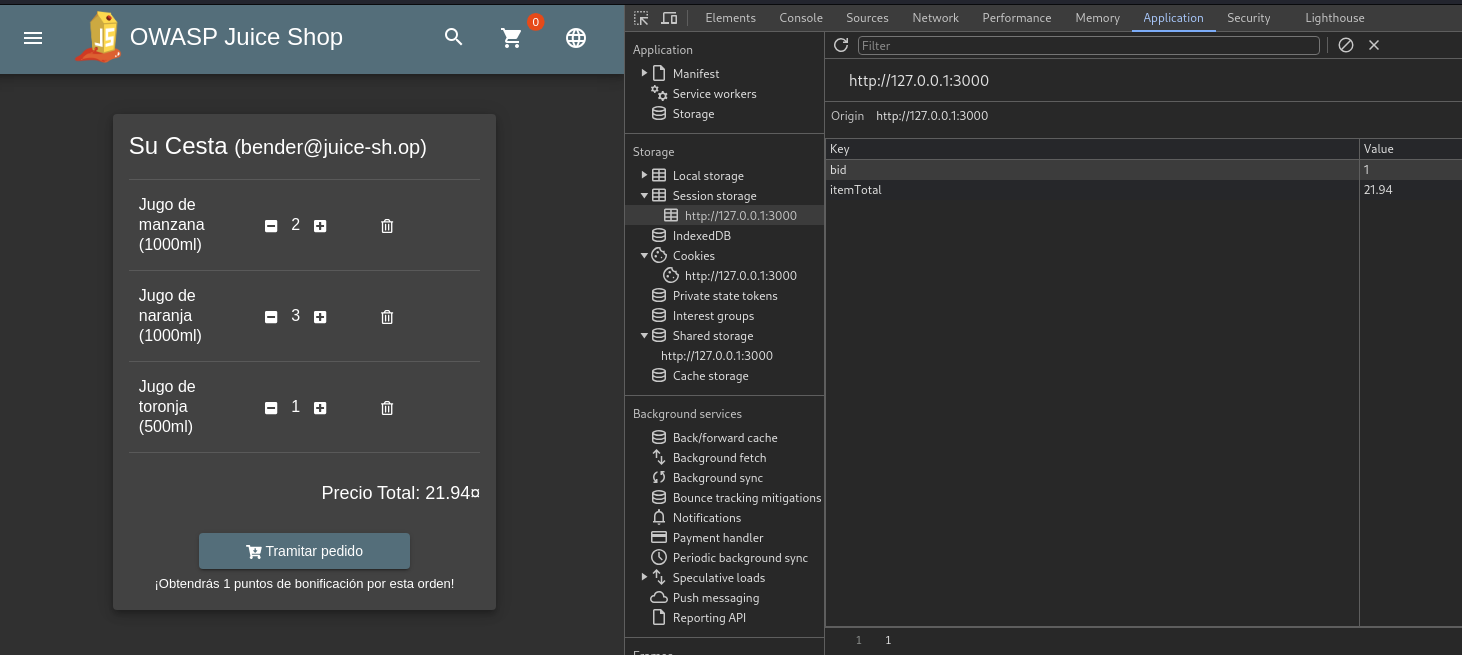 OWASP Juice Shop
0
Su Cesta (bender@juice-sh.op)
Jugo de
manzana
(1000ml)
2
Jugo de
naranja
(1000ml)
3
Jugo de
toronja
(500ml)
1
Precio Total: 21.94¤
Tramitar pedido
¡Obtendrás 1 puntos de bonificación por esta orden!
Elements Console Sources Network Performance Memory Application Security Lighthouse
Application
Manifest
Service workers
Storage
Storage
Local storage
Session storage
http://127.0.0.1:3000
IndexedDB
Cookies
http://127.0.0.1:3000
Private state tokens
Interest groups
Shared storage
http://127.0.0.1:3000
Cache storage
Background services
Back/forward cache
Background fetch
Background sync
Bounce tracking mitigations
Notifications
Payment handler
Periodic background sync
Speculative loads
Push messaging
Reporting API
Frames
Filter
http://127.0.0.1:3000
Origin http://127.0.0.1:3000
Key Value
bid 1
itemTotal 21.94
1 1